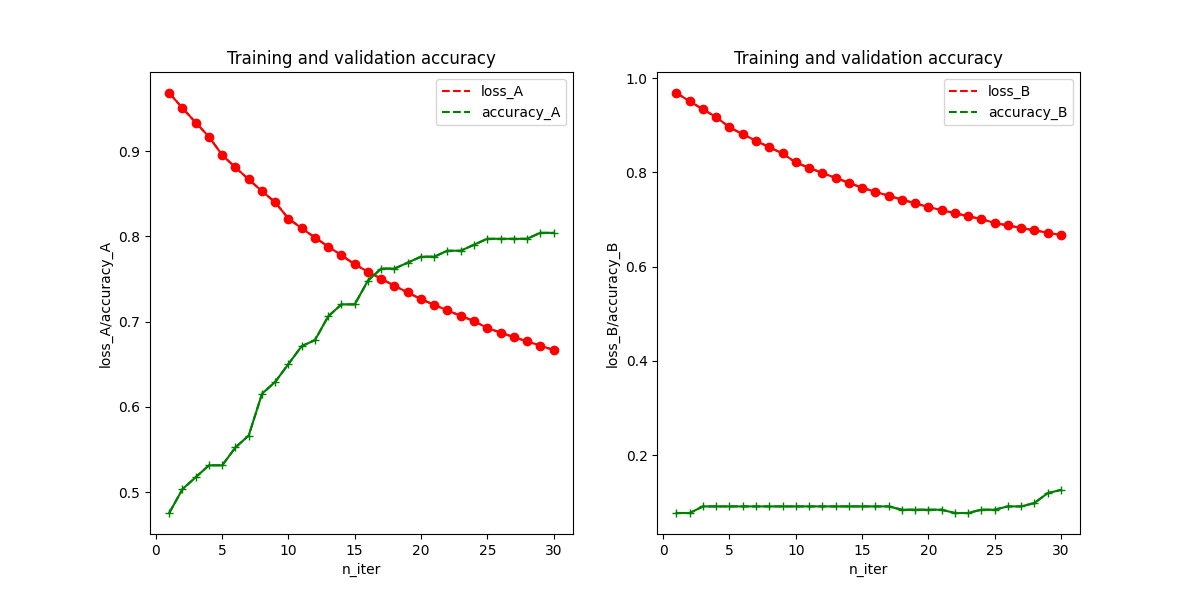 Training and validation accuracy
loss_A
accuracy_A
loss_A/accuracy_A
0.9
0.8
0.7
0.6
0.5
0 5 10 15 20 25 30
n_iter
Training and validation accuracy
loss_B
accuracy_B
loss_B/accuracy_B
1.0
0.8
0.6
0.4
0.2
0 5 10 15 20 25 30
n_iter